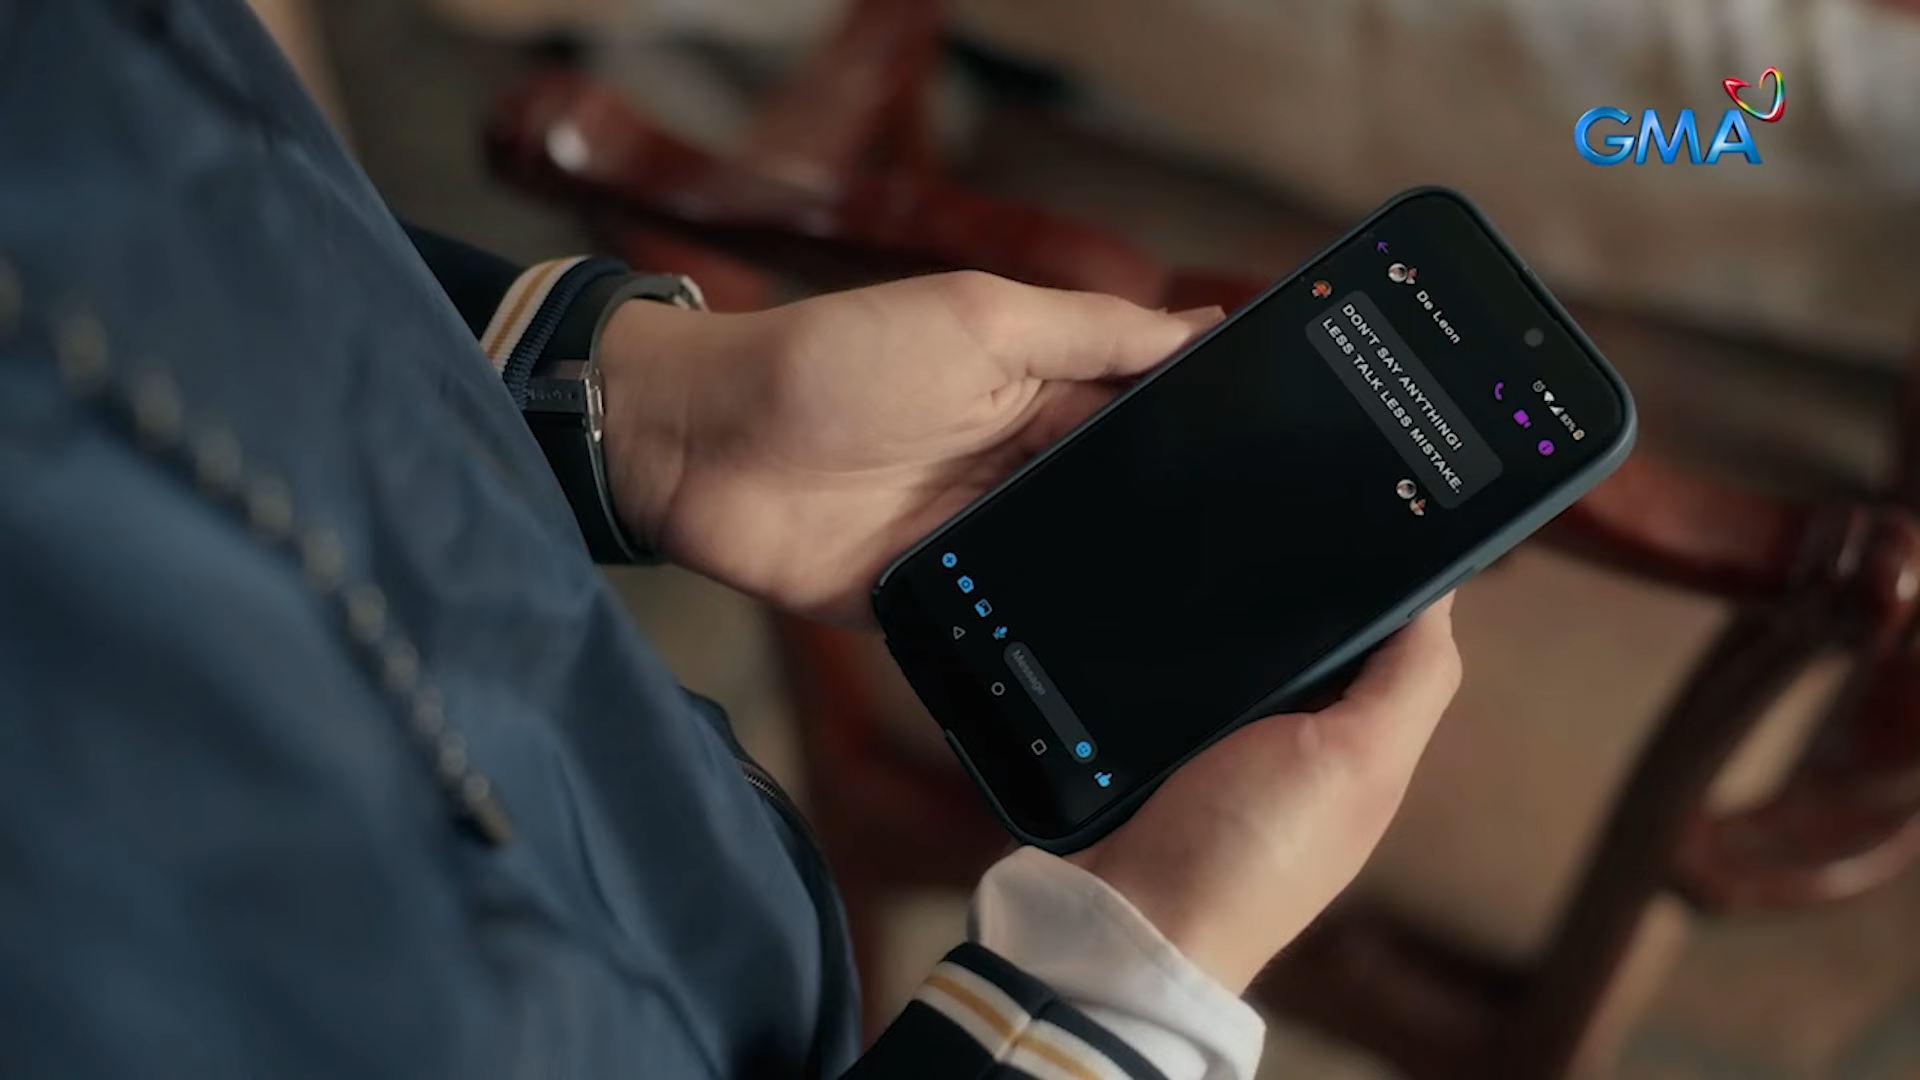 GMA
De Leon
DON'T SAY ANYTHING!
LESS TALK LESS MISTAKE.
Message